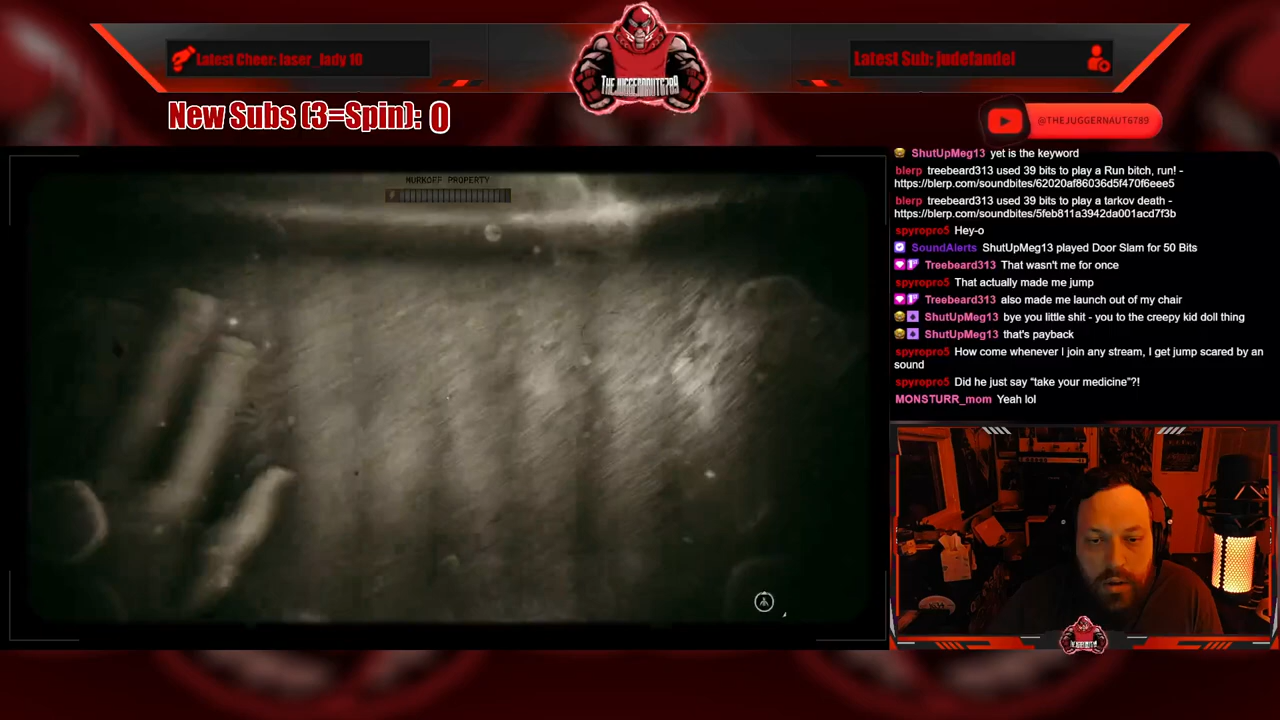 Latest Cheer: laser_lady 10
THEJUGGERNAUT6789
Latest Sub: judefandel
New Subs (3=Spin): 0
@THEJUGGERNAUT6789
MURKOFF PROPERTY
ShutUpMeg13 yet is the keyword
blerp treebeard313 used 39 bits to play a Run bitch, run! -
https://blerp.com/soundbites/62020af86036d5f470f6eee5
blerp treebeard313 used 39 bits to play a tarkov death -
https://blerp.com/soundbites/5feb811a3942da001acd7f3b
spyropro5 Hey-o
SoundAlerts ShutUpMeg13 played Door Slam for 50 Bits
Treebeard313 That wasn't me for once
spyropro5 That actually made me jump
Treebeard313 also made me launch out of my chair
ShutUpMeg13 bye you little shit - you to the creepy kid doll thing
ShutUpMeg13 that's payback
spyropro5 How come whenever I join any stream, I get jump scared by an
sound
spyropro5 Did he just say “take your medicine”?!
MONSTURR_mom Yeah lol